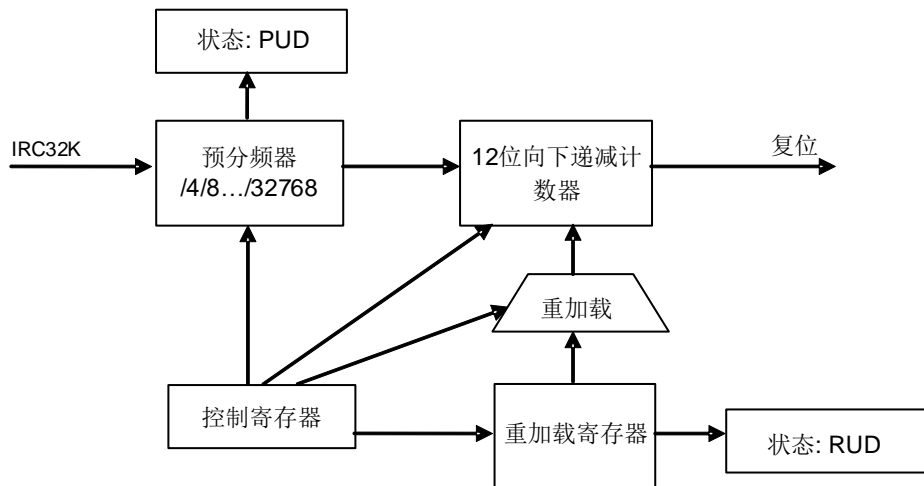 状态: PUD
IRC32K
预分频器
/4/8.../32768
12位向下递减计
数器
复位
重加载
控制寄存器
重加载寄存器
状态: RUD